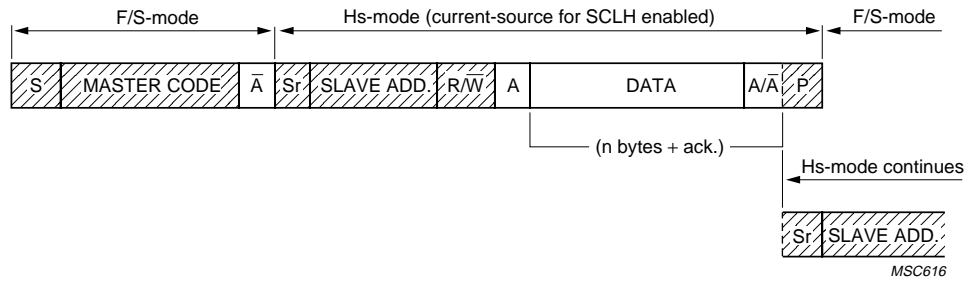 F/S-mode Hs-mode (current-source for SCLH enabled) F/S-mode
S MASTER CODE A̅ Sr SLAVE ADD. R/W̅ A DATA A/A̅ P
(n bytes + ack.)
Hs-mode continues
Sr SLAVE ADD.
MSC616